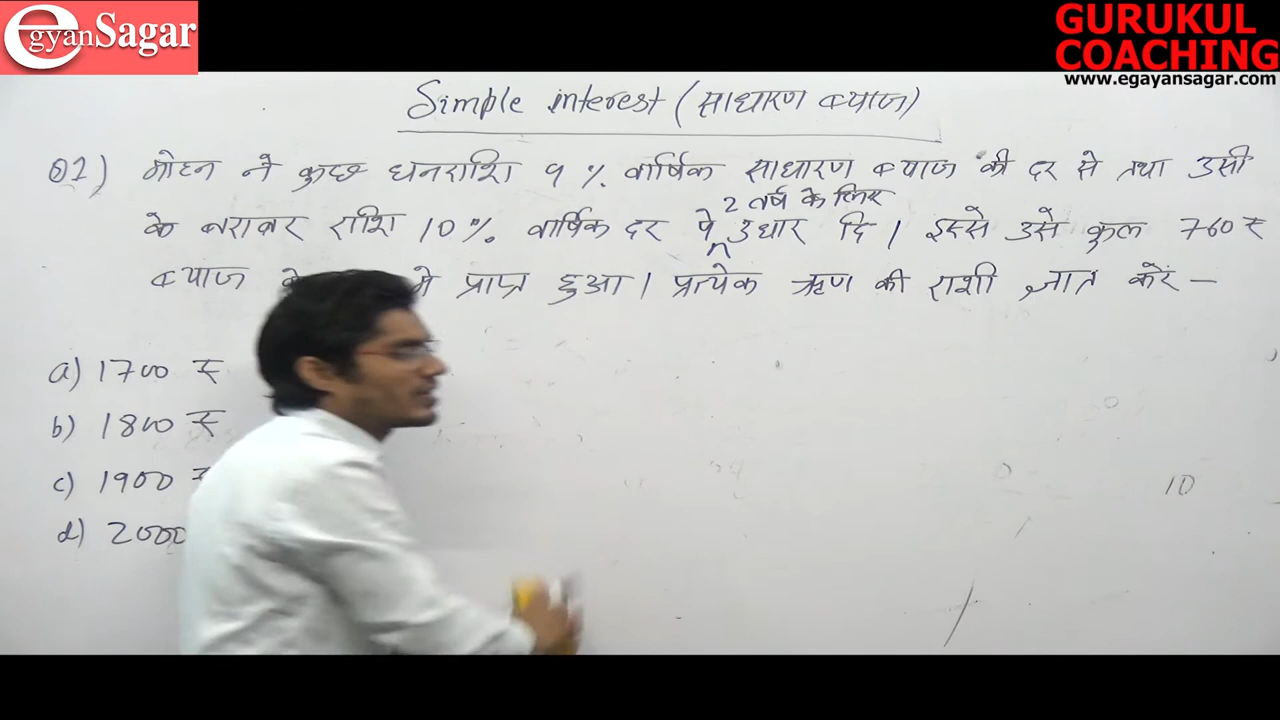 egyanSagar
GURUKUL
COACHING
www.egayansagar.com
Simple interest (साधारण ब्याज)
Q1) मोहन ने कुछ धनराशि 9 % वार्षिक साधारण ब्याज की दर से तथा उसी
2 वर्ष के लिए
के बराबर राशि 10 % वार्षिक दर पे उधार दि । इस्से उसे कुल 760 ₹
ब्याज मे प्राप्त हुआ । प्रत्येक ऋण की राशी ज्ञात करें —
a) 1700 ₹
b) 1800 ₹
c) 1900 ₹
d) 2000
10